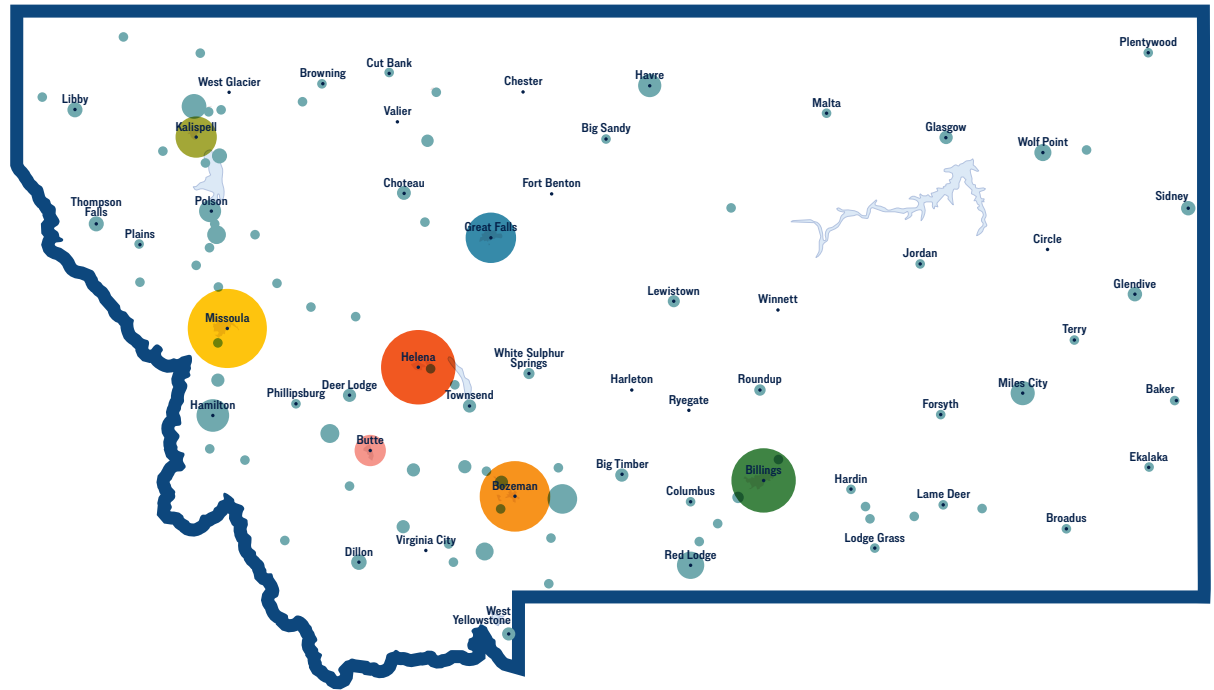 Plentywood
Cut Bank
Browning
Havre
West Glacier
Chester
Libby
Malta
Valier
Kalispell
Big Sandy
Glasgow
Wolf Point
Choteau
Fort Benton
Thompson
Falls
Polson
Sidney
Plains
Great Falls
Circle
Jordan
Glendive
Lewistown
Winnett
Missoula
Terry
Helena
White Sulphur
Springs
Harleton
Roundup
Deer Lodge
Phillipsburg
Townsend
Miles City
Baker
Ryegate
Forsyth
Hamilton
Butte
Ekalaka
Big Timber
Billings
Hardin
Bozeman
Columbus
Lame Deer
Broadus
Virginia City
Lodge Grass
Dillon
Red Lodge
West
Yellowstone